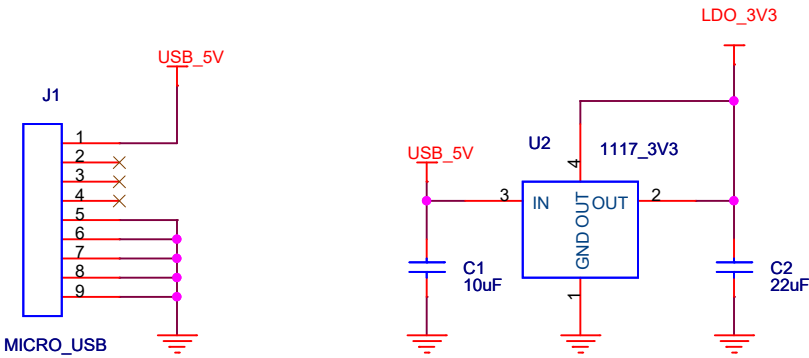 LDO_3V3
USB_5V
J1
1
2
3
4
5
6
7
8
9
MICRO_USB
U2
1117_3V3
4
USB_5V
3
IN
OUT
OUT
2
GND
1
C1
10uF
C2
22uF